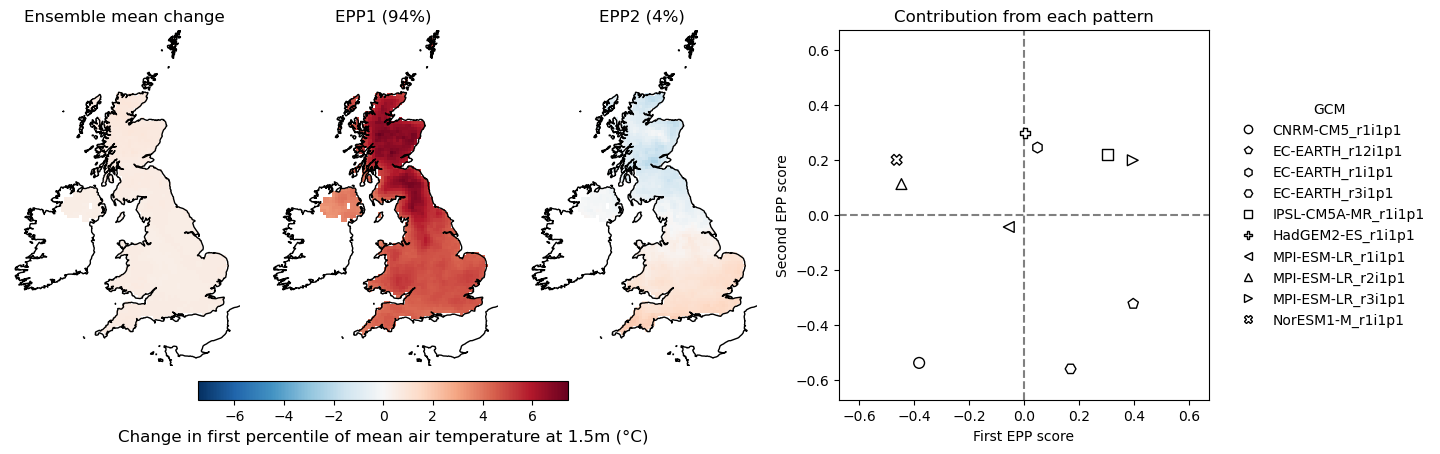 Ensemble mean change
EPP1 (94%)
EPP2 (4%)
−6 −4 −2 0 2 4 6
Change in first percentile of mean air temperature at 1.5m (°C)
Contribution from each pattern
0.6
0.4
0.2
0.0
−0.2
−0.4
−0.6
Second EPP score
−0.6 −0.4 −0.2 0.0 0.2 0.4 0.6
First EPP score
GCM
CNRM-CM5_r1i1p1
EC-EARTH_r12i1p1
EC-EARTH_r1i1p1
EC-EARTH_r3i1p1
IPSL-CM5A-MR_r1i1p1
HadGEM2-ES_r1i1p1
MPI-ESM-LR_r1i1p1
MPI-ESM-LR_r2i1p1
MPI-ESM-LR_r3i1p1
NorESM1-M_r1i1p1